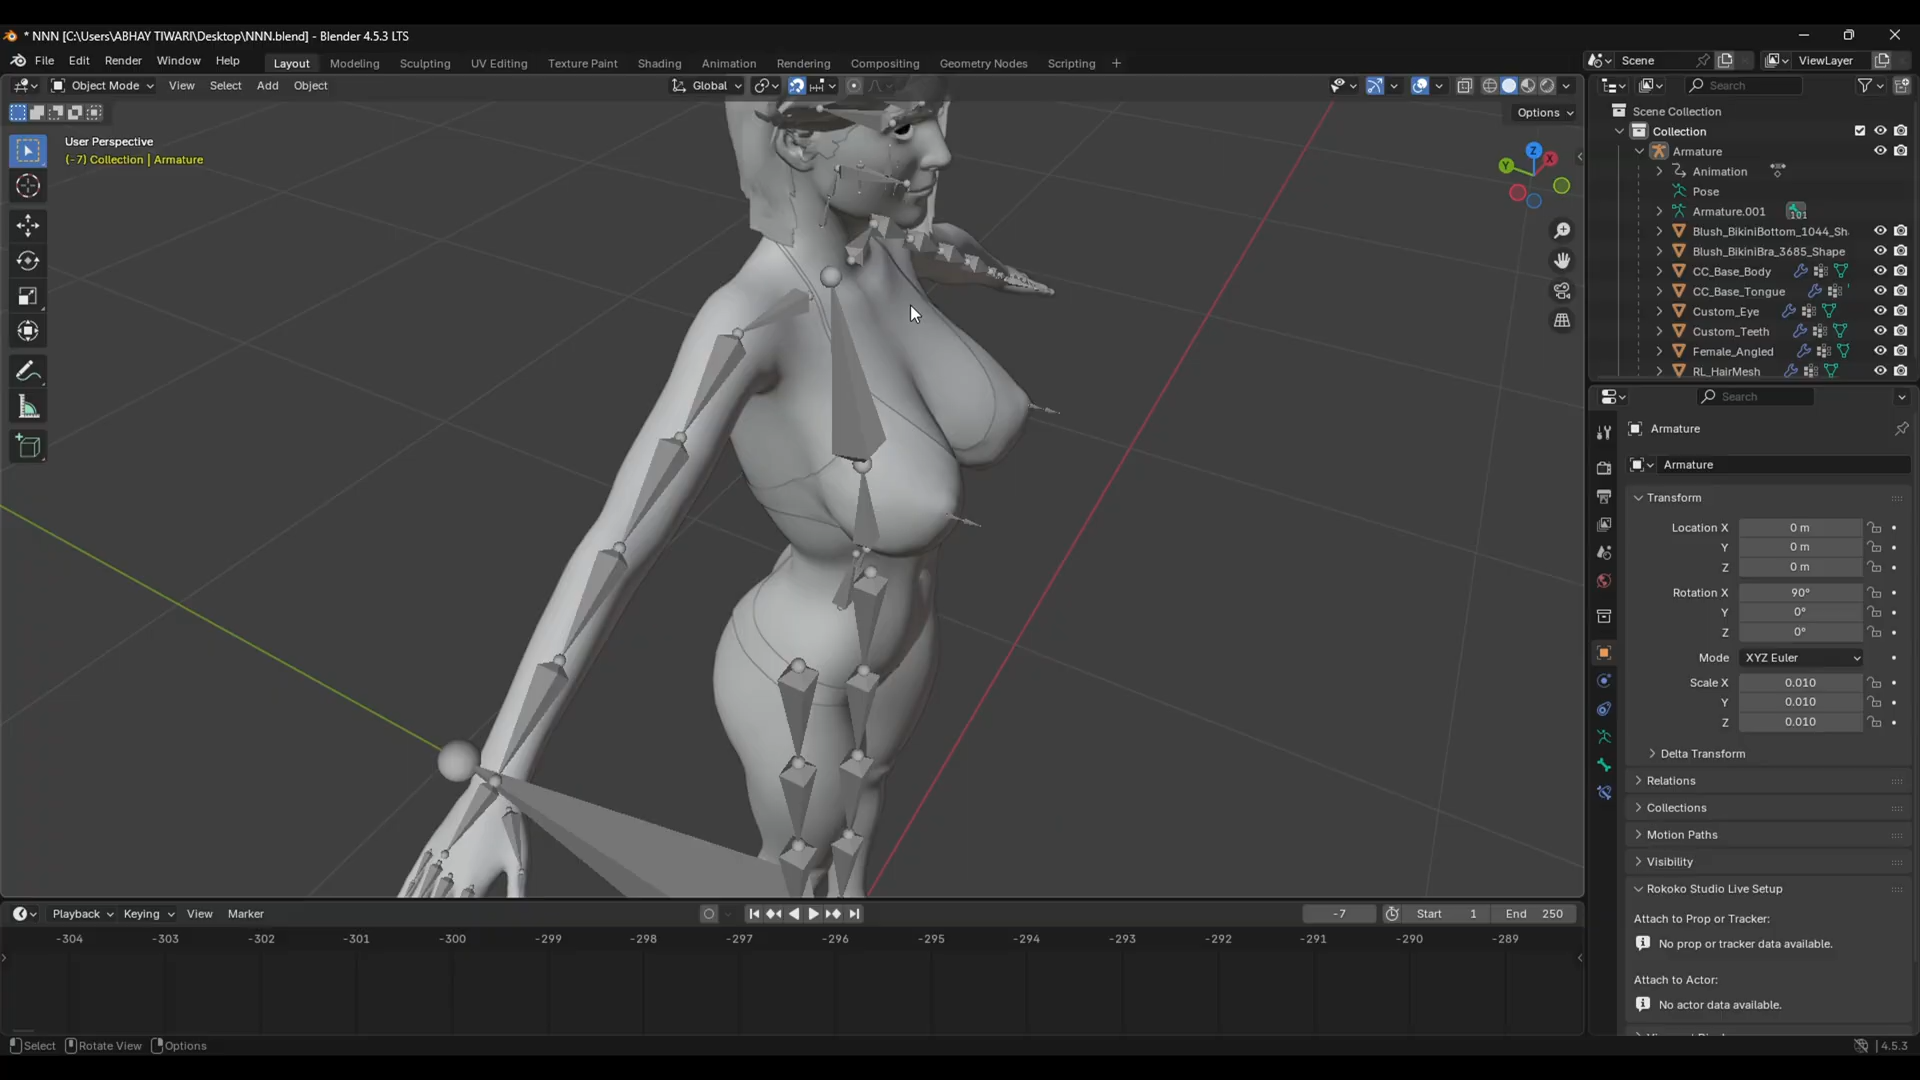 * NNN [C:\Users\ABHAY TIWARI\Desktop\NNN.blend] - Blender 4.5.3 LTS
File Edit Render Window Help Layout Modeling Sculpting UV Editing Texture Paint Shading Animation Rendering Compositing Geometry Nodes Scripting + Scene ViewLayer
Object Mode View Select Add Object Global Search
Options
User Perspective
(-7) Collection | Armature
Z
X
Y
Scene Collection
Collection
Armature
Animation
Pose
Armature.001 101
Blush_BikiniBottom_1044_Sh
Blush_BikiniBra_3685_Shape
CC_Base_Body
CC_Base_Tongue
Custom_Eye
Custom_Teeth
Female_Angled
RL_HairMesh
Search
Armature
Armature
Transform
Location X 0 m
Y 0 m
Z 0 m
Rotation X 90°
Y 0°
Z 0°
Mode XYZ Euler
Scale X 0.010
Y 0.010
Z 0.010
Delta Transform
Relations
Collections
Motion Paths
Visibility
Rokoko Studio Live Setup
Attach to Prop or Tracker:
No prop or tracker data available.
Attach to Actor:
No actor data available.
Playback Keying View Marker -7 Start 1 End 250
-304 -303 -302 -301 -300 -299 -298 -297 -296 -295 -294 -293 -292 -291 -290 -289
Select Rotate View Options 4.5.3